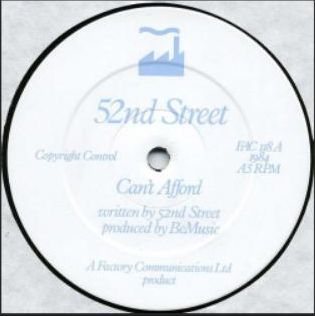 52nd Street
Copyright Control
FAC 118 A
1984
45 RPM
Can't Afford
written by 52nd Street
produced by BeMusic
A Factory Communications Ltd
product